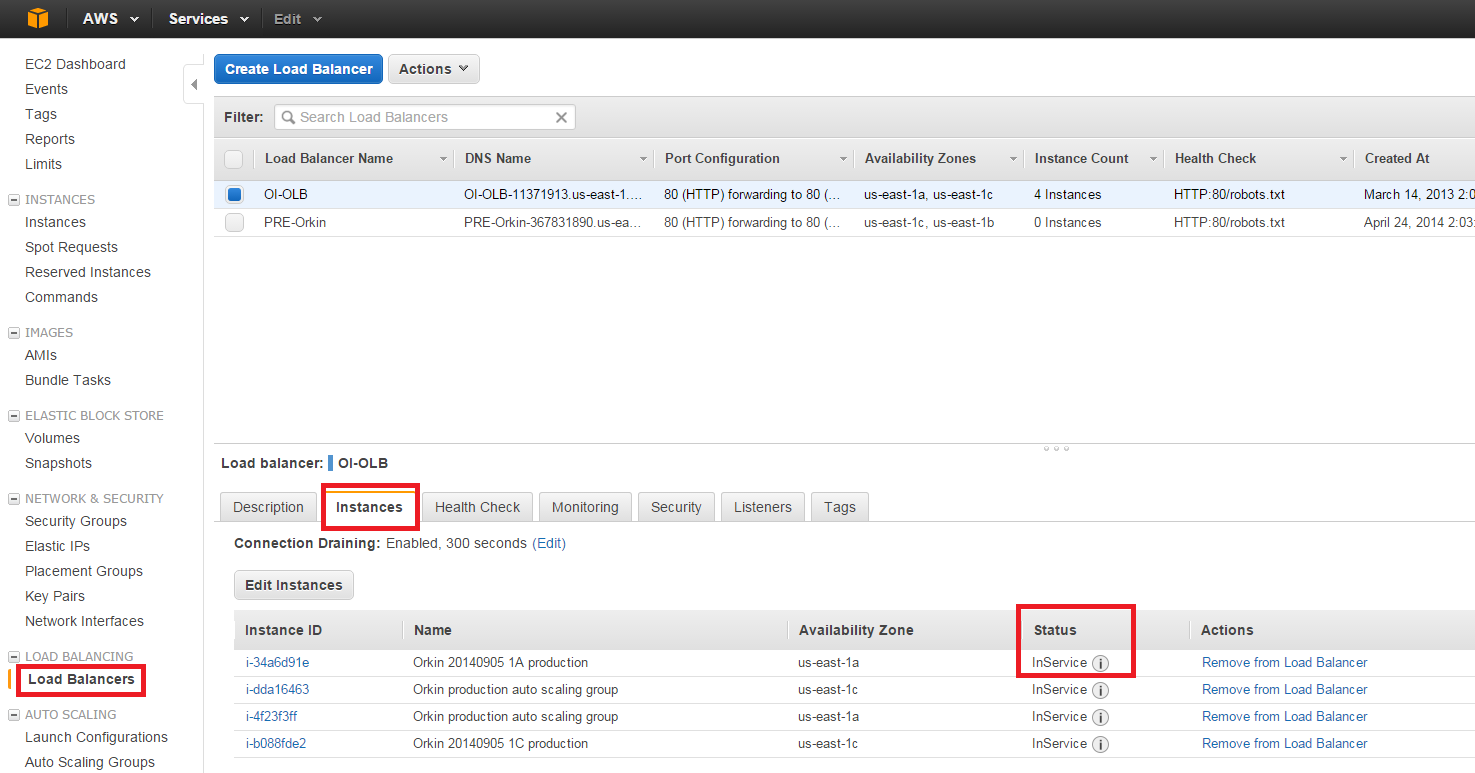 AWS Services Edit
EC2 Dashboard
Events
Tags
Reports
Limits
INSTANCES
Instances
Spot Requests
Reserved Instances
Commands
IMAGES
AMIs
Bundle Tasks
ELASTIC BLOCK STORE
Volumes
Snapshots
NETWORK & SECURITY
Security Groups
Elastic IPs
Placement Groups
Key Pairs
Network Interfaces
LOAD BALANCING
Load Balancers
AUTO SCALING
Launch Configurations
Auto Scaling Groups
Create Load Balancer Actions
Filter: Search Load Balancers
Load Balancer Name DNS Name Port Configuration Availability Zones Instance Count Health Check Created At
OI-OLB OI-OLB-11371913.us-east-1.... 80 (HTTP) forwarding to 80 (... us-east-1a, us-east-1c 4 Instances HTTP:80/robots.txt March 14, 2013 2:0
PRE-Orkin PRE-Orkin-367831890.us-ea... 80 (HTTP) forwarding to 80 (... us-east-1c, us-east-1b 0 Instances HTTP:80/robots.txt April 24, 2014 2:03:
Load balancer: OI-OLB
Description Instances Health Check Monitoring Security Listeners Tags
Connection Draining: Enabled, 300 seconds (Edit)
Edit Instances
Instance ID Name Availability Zone Status Actions
i-34a6d91e Orkin 20140905 1A production us-east-1a InService i Remove from Load Balancer
i-dda16463 Orkin production auto scaling group us-east-1c InService i Remove from Load Balancer
i-4f23f3ff Orkin production auto scaling group us-east-1a InService i Remove from Load Balancer
i-b088fde2 Orkin 20140905 1C production us-east-1c InService i Remove from Load Balancer